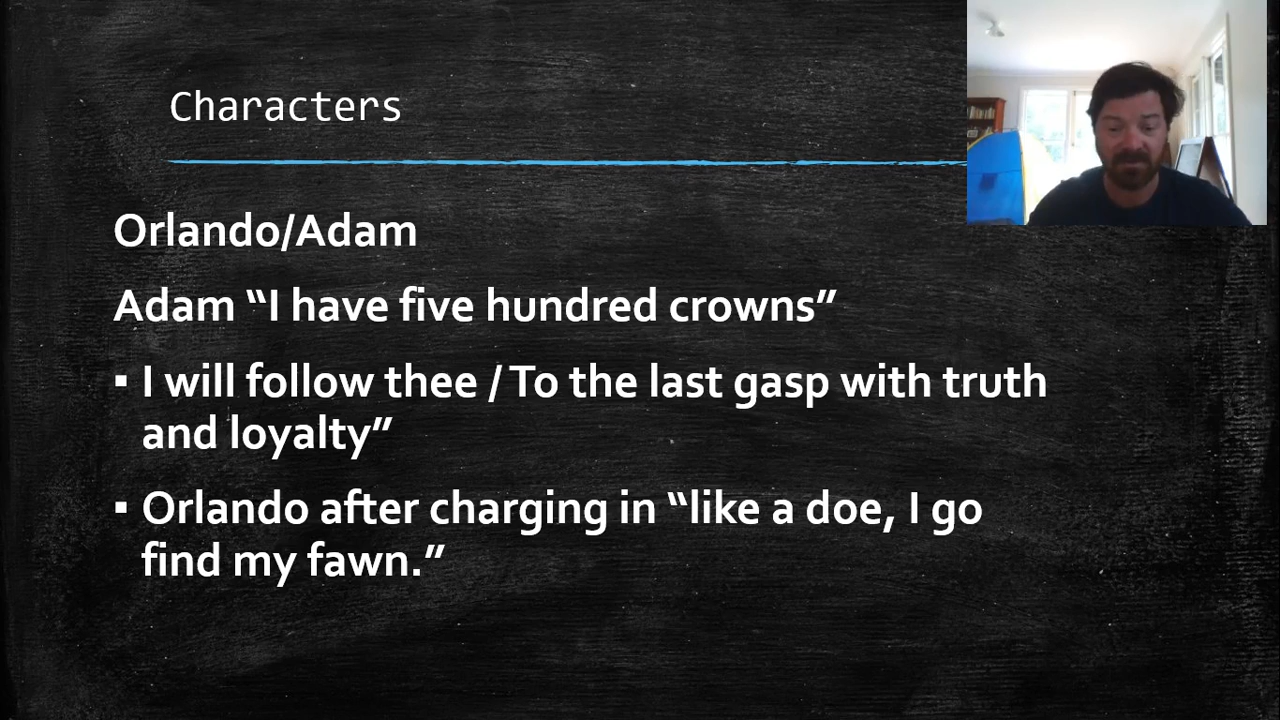 Characters
Orlando/Adam
Adam “I have five hundred crowns”
▪ I will follow thee / To the last gasp with truth
and loyalty”
▪ Orlando after charging in “like a doe, I go
find my fawn.”